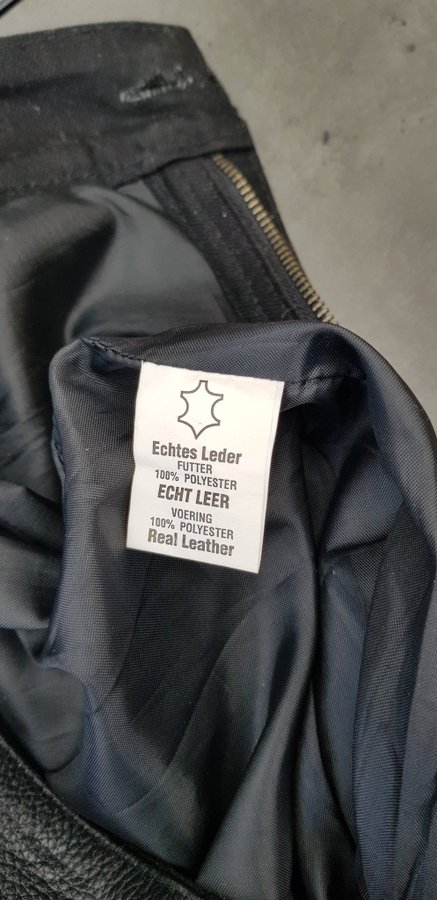 Echtes Leder
FUTTER
100% POLYESTER
ECHT LEER
VOERING
100% POLYESTER
Real Leather